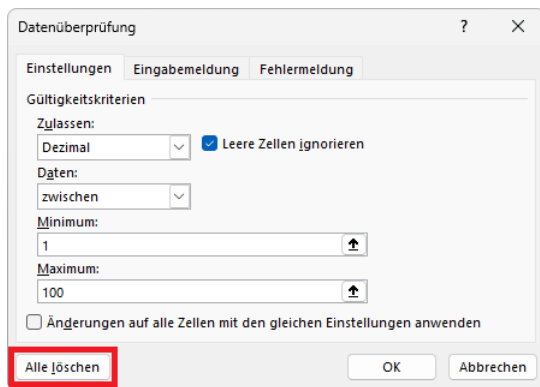 Datenüberprüfung ? ×
Einstellungen Eingabemeldung Fehlermeldung
Gültigkeitskriterien
Zulassen:
Dezimal Leere Zellen ignorieren
Daten:
zwischen
Minimum:
1
Maximum:
100
Änderungen auf alle Zellen mit den gleichen Einstellungen anwenden
Alle löschen OK Abbrechen